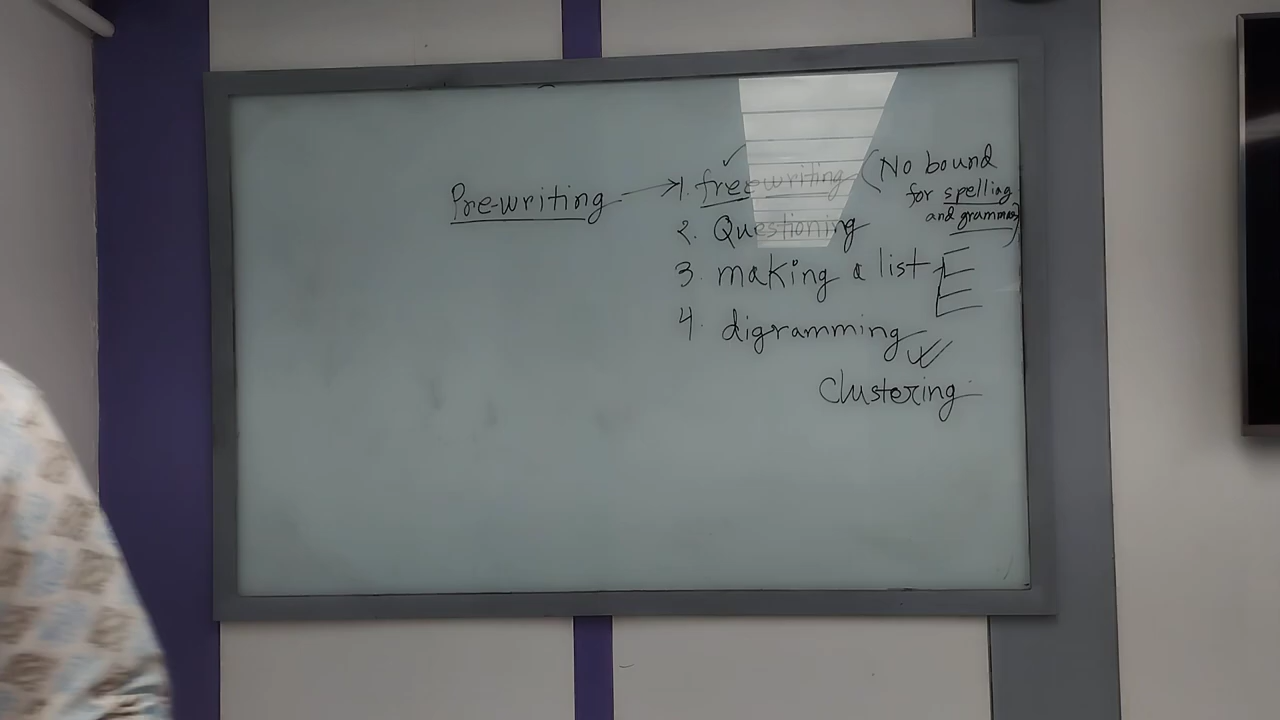 Pre-writing → 1. freewriting (No bound
for spelling
and grammar)
2. Questioning
3. making a list
4. digramming
Clustering